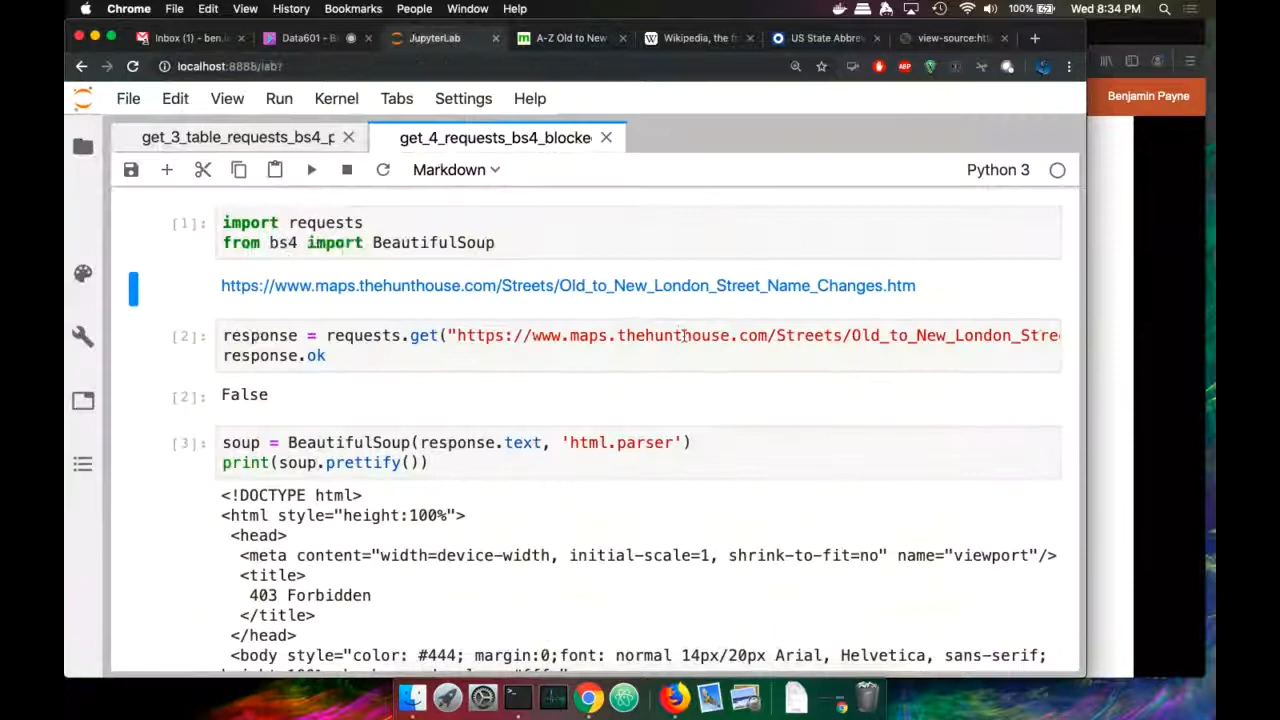 Chrome File Edit View History Bookmarks People Window Help 100% Wed 8:34 PM
Inbox (1) - ben.i Data601 - B JupyterLab A-Z Old to New Wikipedia, the f US State Abbre view-source:htt
localhost:8888/lab? ABP
File Edit View Run Kernel Tabs Settings Help
Benjamin Payne
get_3_table_requests_bs4_p get_4_requests_bs4_blocke
Markdown Python 3
[1]: import requests
from bs4 import BeautifulSoup
https://www.maps.thehunthouse.com/Streets/Old_to_New_London_Street_Name_Changes.htm
[2]: response = requests.get("https://www.maps.thehunthouse.com/Streets/Old_to_New_London_Stree
response.ok
[2]: False
[3]: soup = BeautifulSoup(response.text, 'html.parser')
print(soup.prettify())
<!DOCTYPE html>
<html style="height:100%">
<head>
<meta content="width=device-width, initial-scale=1, shrink-to-fit=no" name="viewport"/>
<title>
403 Forbidden
</title>
</head>
<body style="color: #444; margin:0;font: normal 14px/20px Arial, Helvetica, sans-serif;